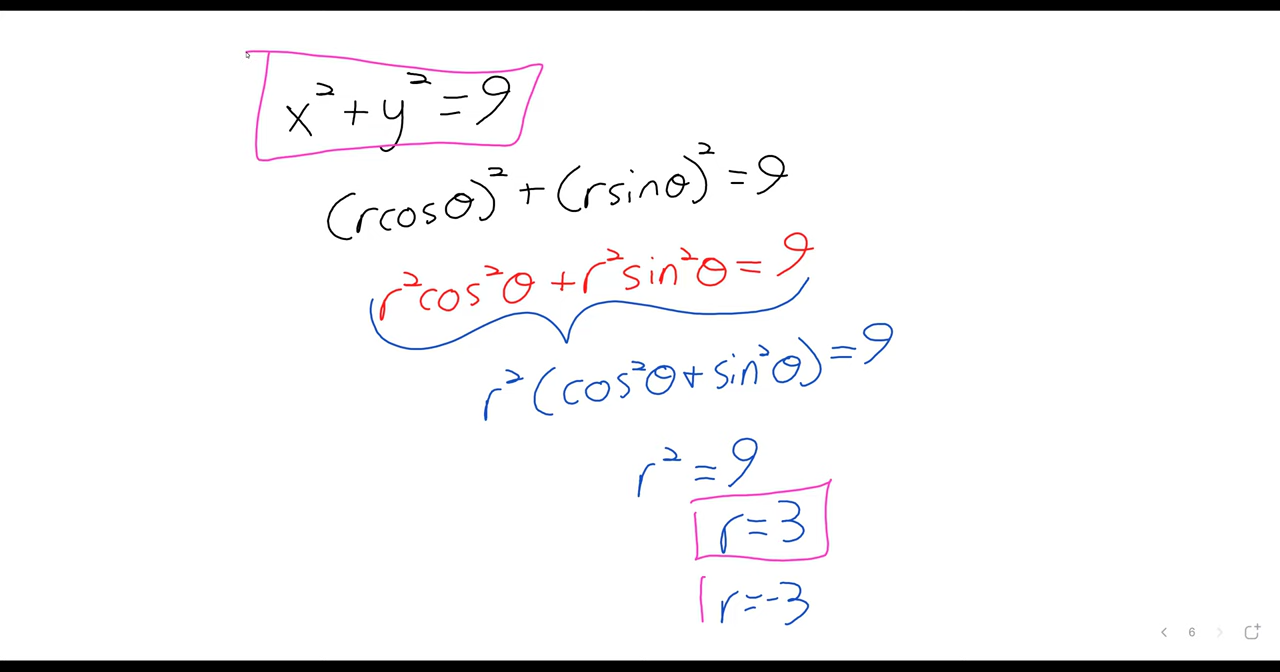 x² + y² = 9
(rcosθ)² + (rsinθ)² = 9
r²cos²θ + r²sin²θ = 9
r²(cos²θ + sin²θ) = 9
r² = 9
r = 3
r = -3
6